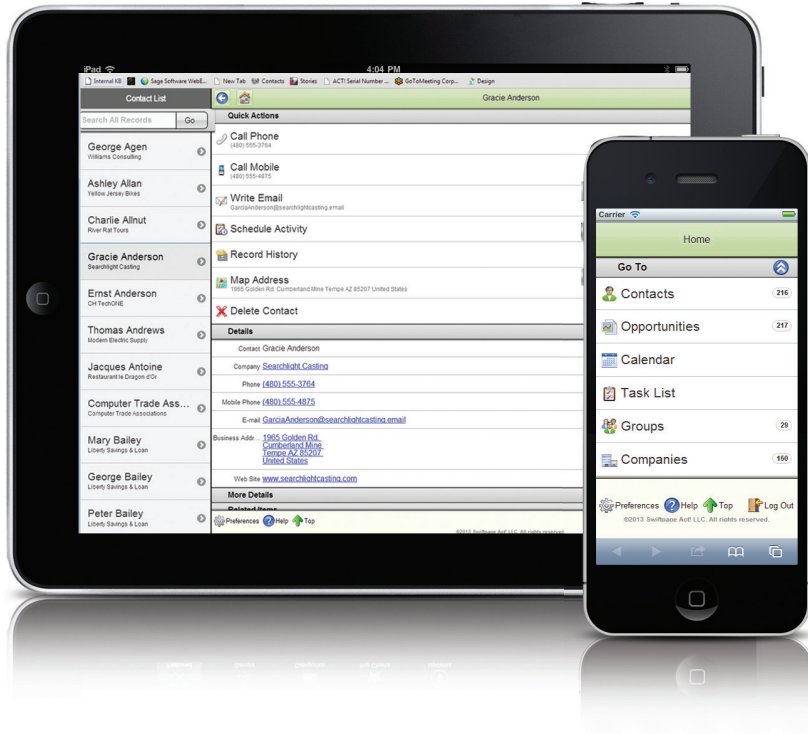 iPad
4:04 PM
Internal KB
Sage Software WebE...
New Tab
Contacts
Stories
ACT! Serial Number ...
GoToMeeting Corp...
Design
Contact List
Gracie Anderson
Search All Records
Go
George Agen
Williams Consulting
Ashley Allan
Yellow Jersey Bikes
Charlie Allnut
River Rat Tours
Gracie Anderson
Searchlight Casting
Ernst Anderson
CH TechONE
Thomas Andrews
Modern Electric Supply
Jacques Antoine
Restaurant le Dragon d'Or
Computer Trade Ass...
Computer Trade Associations
Mary Bailey
Liberty Savings & Loan
George Bailey
Liberty Savings & Loan
Peter Bailey
Liberty Savings & Loan
Quick Actions
Call Phone
(480) 555-3764
Call Mobile
(480) 555-4875
Write Email
GarciaAnderson@searchlightcasting.email
Schedule Activity
Record History
Map Address
1965 Golden Rd. Cumberland Mine Tempe AZ 85207 United States
Delete Contact
Details
Contact Gracie Anderson
Company Searchlight Casting
Phone (480) 555-3764
Mobile Phone (480) 555-4875
E-mail GarciaAnderson@searchlightcasting.email
Business Addr... 1965 Golden Rd.
Cumberland Mine
Tempe AZ 85207
United States
Web Site www.searchlightcasting.com
More Details
Related Items
Preferences Help Top
©2013 Swiftpage Act! LLC. All rights reserved.
Carrier
Home
Go To
Contacts 216
Opportunities 217
Calendar
Task List
Groups 29
Companies 150
Preferences Help Top Log Out
©2013 Swiftpage Act! LLC. All rights reserved.